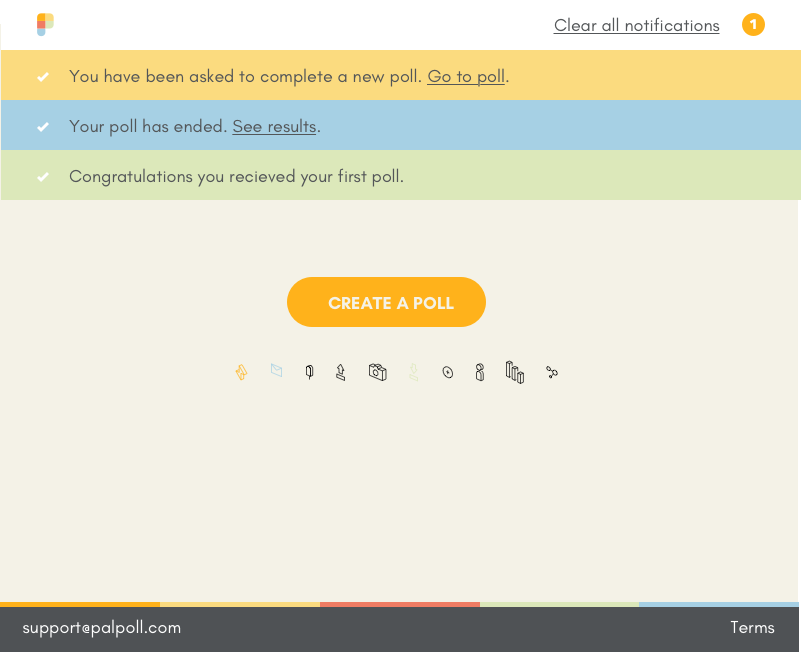 Clear all notifications 1
You have been asked to complete a new poll. Go to poll.
Your poll has ended. See results.
Congratulations you recieved your first poll.
CREATE A POLL
support@palpoll.com Terms